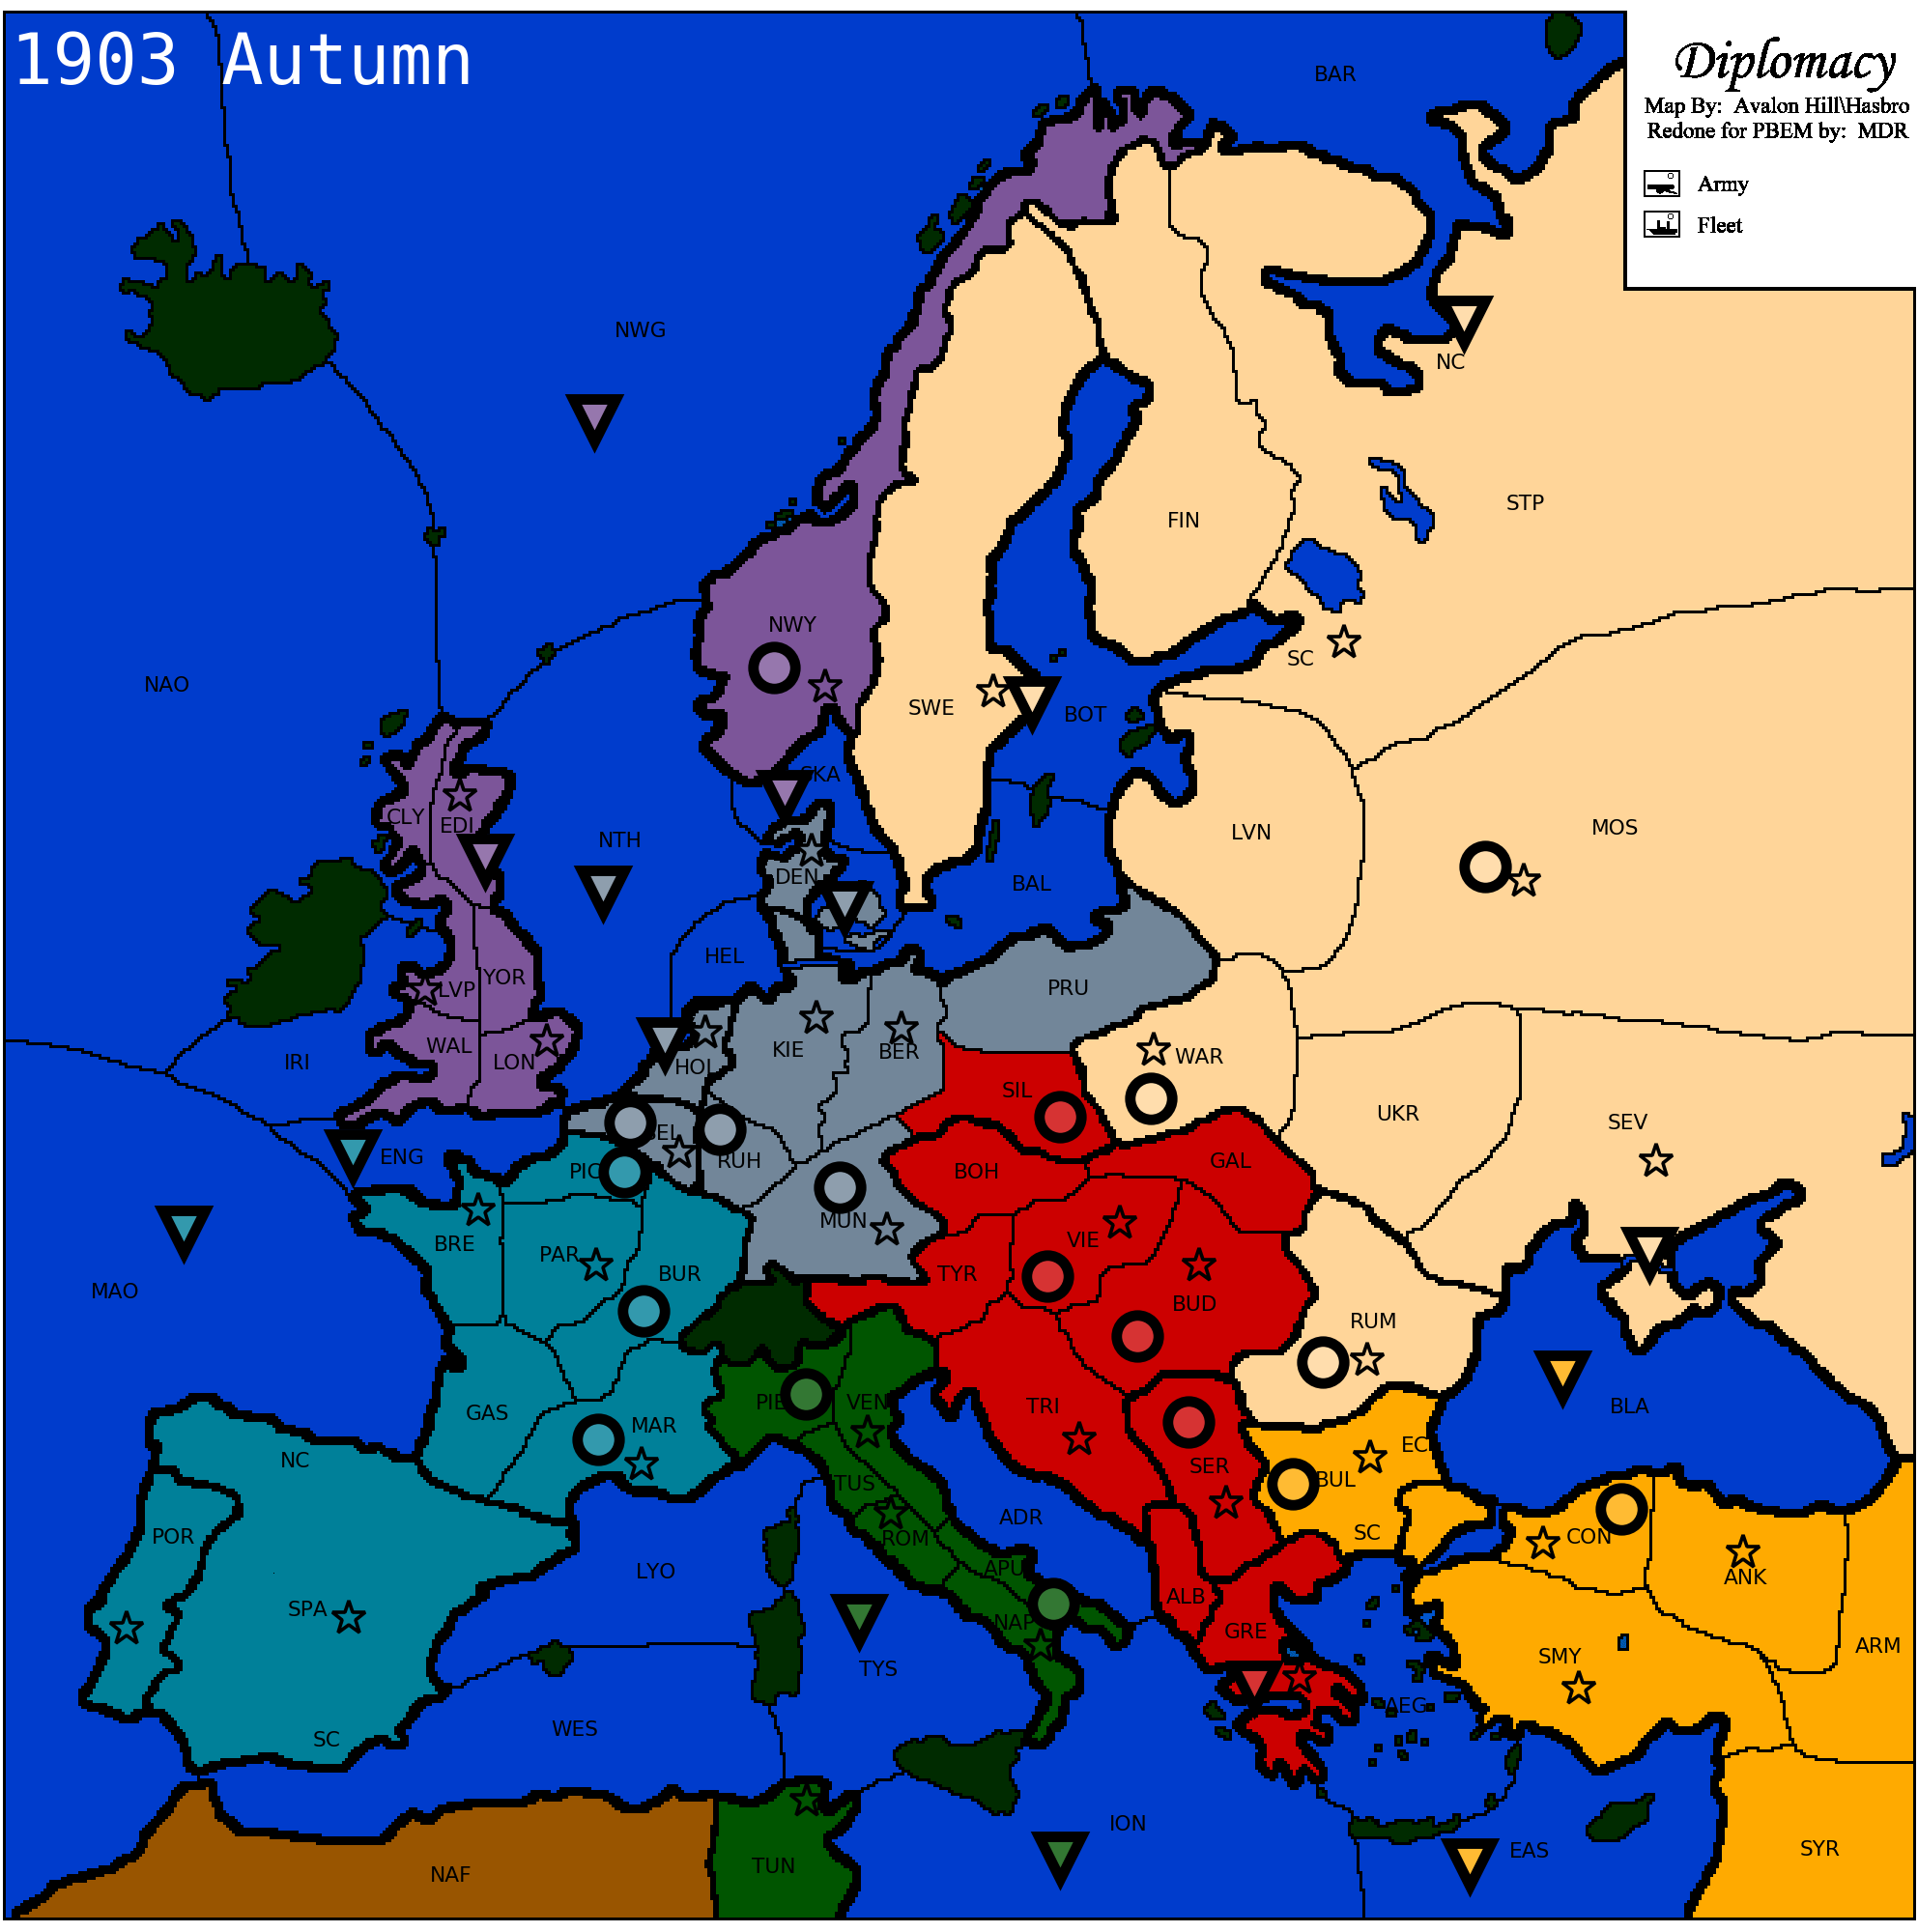 1903 Autumn
Diplomacy
Map By: Avalon Hill\Hasbro
Redone for PBEM by: MDR
Army
Fleet
BAR
NWG
NC
STP
FIN
NWY
SC
NAO
SWE
BOT
SKA
CLY
EDI
NTH
LVN
MOS
DEN
BAL
HEL
YOR
LVP
PRU
WAL
LON
IRI
HOL
KIE
BER
WAR
SIL
UKR
SEV
ENG
PIC
BEL
RUH
BOH
GAL
MUN
BRE
PAR
BUR
VIE
TYR
MAO
BUD
RUM
GAS
MAR
PIE
VEN
TRI
BLA
NC
EC
SER
BUL
TUS
POR
ADR
ROM
SC
CON
LYO
APU
ANK
SPA
ALB
NAP
GRE
ARM
SMY
TYS
AEG
WES
SC
ION
EAS
SYR
TUN
NAF